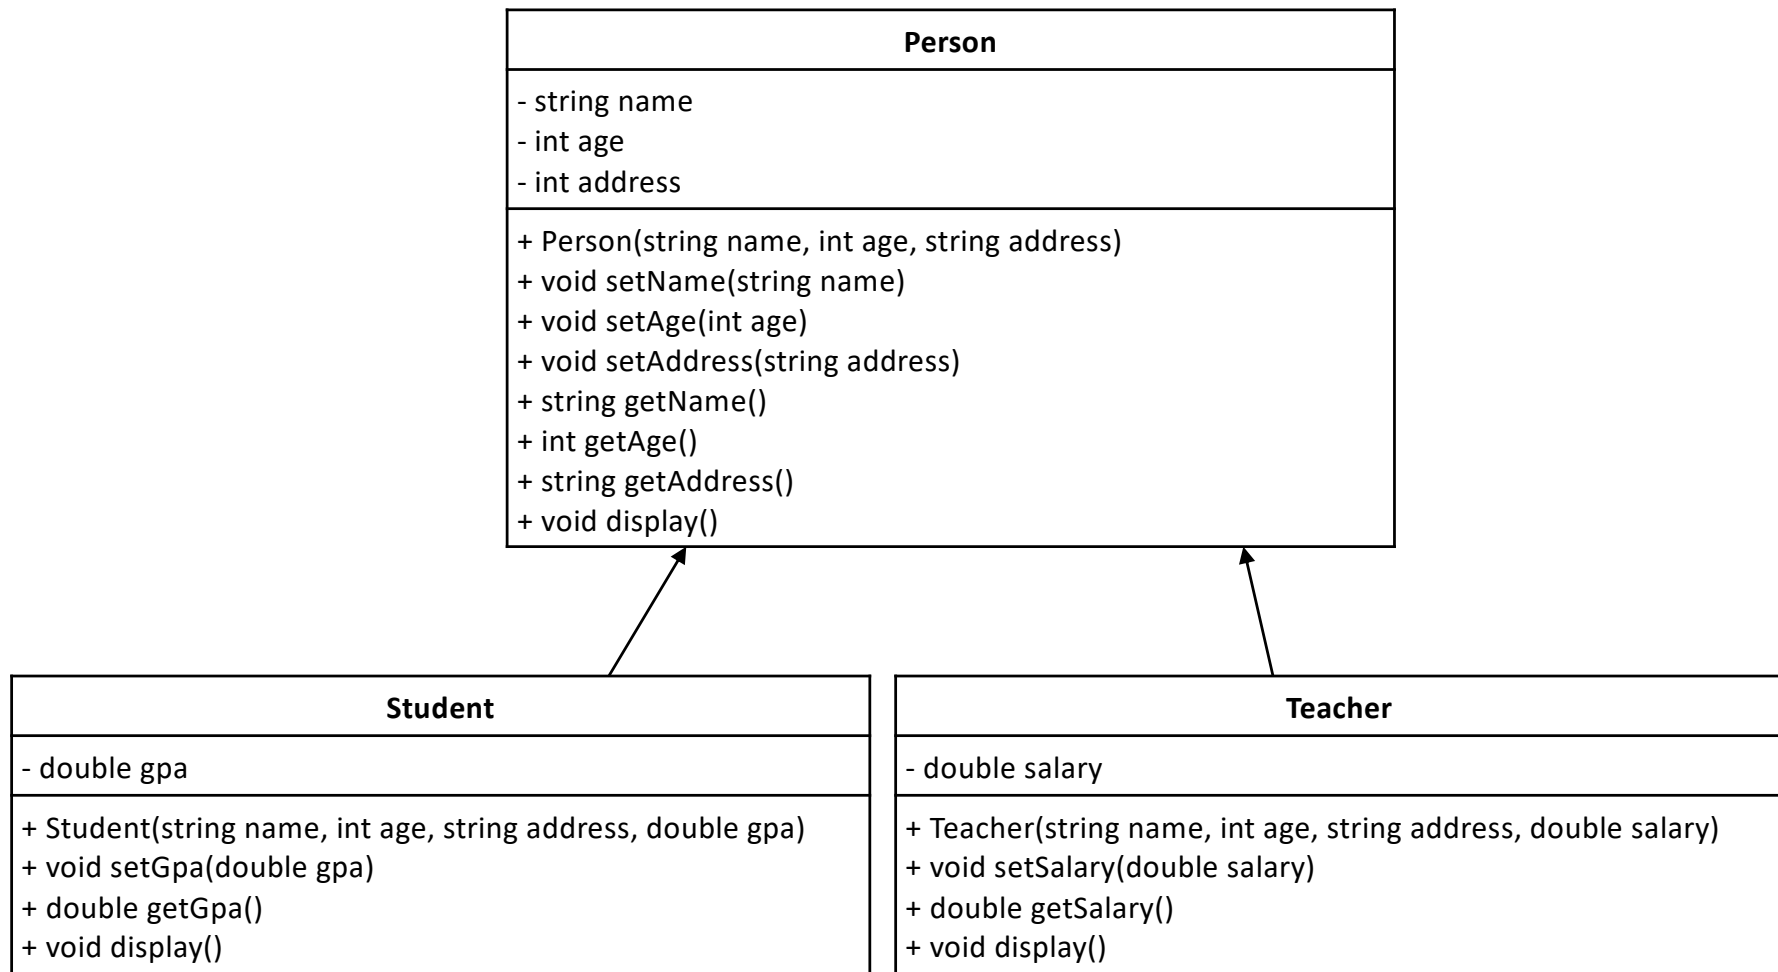 Person
- string name
- int age
- int address
+ Person(string name, int age, string address)
+ void setName(string name)
+ void setAge(int age)
+ void setAddress(string address)
+ string getName()
+ int getAge()
+ string getAddress()
+ void display()
Student
- double gpa
+ Student(string name, int age, string address, double gpa)
+ void setGpa(double gpa)
+ double getGpa()
+ void display()
Teacher
- double salary
+ Teacher(string name, int age, string address, double salary)
+ void setSalary(double salary)
+ double getSalary()
+ void display()